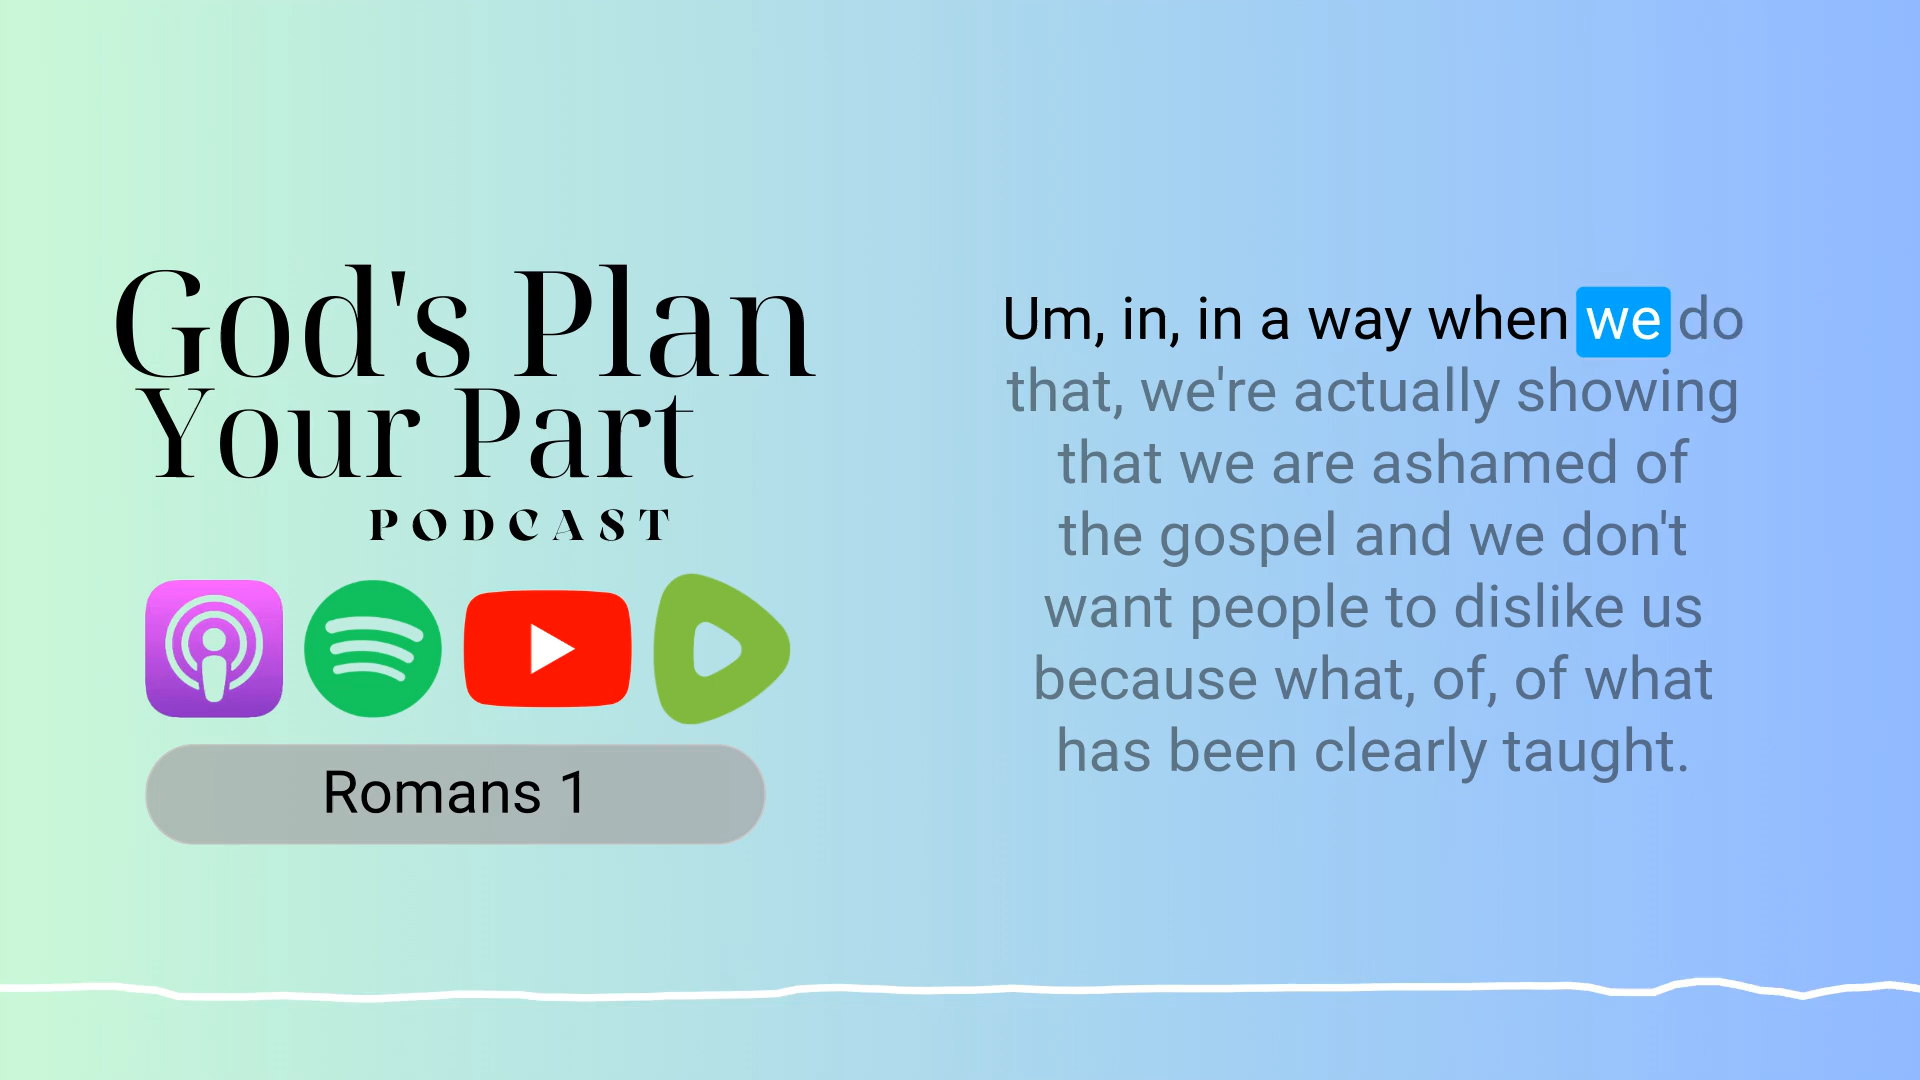 God's Plan
Your Part
PODCAST
Romans 1
Um, in, in a way when we do
that, we're actually showing
that we are ashamed of
the gospel and we don't
want people to dislike us
because what, of, of what
has been clearly taught.